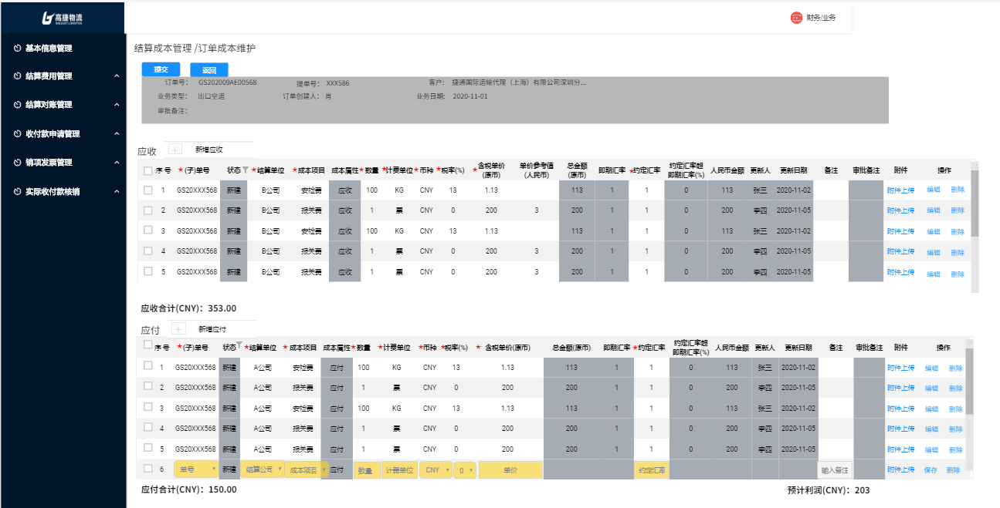 高捷物流
GOLDJET LOGISTICS
财务/业务
基本信息管理
结算费用管理
结算对账管理
收付款申请管理
销项发票管理
实际收付款核销
结算成本管理 /订单成本维护
提交 返回
订单号： GS202009AE00568 提单号： XXX586 客户: 捷通国际运输代理（上海）有限公司深圳分...
业务类型： 出口空运 订单创建人： 肖 业务日期: 2020-11-01
审批备注：
应收 + 新增应收
序号 *(子)单号 状态 *结算单位 *成本项目 成本属性 *数量 *计费单位 *币种 *税率(%) *含税单价(原币) 单价参考值(人民币) 总金额(原币) 即期汇率 *约定汇率 约定汇率超即期汇率(%) 人民币金额 更新人 更新日期 备注 审批备注 附件 操作
1 GS20XXX568 新建 B公司 安检费 应收 100 KG CNY 13 1.13 113 1 1 0 113 张三 2020-11-02 附件上传 编辑 删除
2 GS20XXX568 新建 B公司 报关费 应收 1 票 CNY 0 200 3 200 1 1 0 200 李四 2020-11-05 附件上传 编辑 删除
3 GS20XXX568 新建 B公司 安检费 应收 100 KG CNY 13 1.13 113 1 1 0 113 张三 2020-11-02 附件上传 编辑 删除
4 GS20XXX568 新建 B公司 报关费 应收 1 票 CNY 0 200 3 200 1 1 0 200 李四 2020-11-05 附件上传 编辑 删除
5 GS20XXX568 新建 B公司 报关费 应收 1 票 CNY 0 200 3 200 1 1 0 200 李四 2020-11-05 附件上传 编辑 删除
应收合计(CNY)：353.00
应付 + 新增应付
序号 *(子)单号 状态 *结算单位 *成本项目 成本属性 *数量 *计费单位 *币种 *税率(%) *含税单价(原币) 总金额(原币) 即期汇率 *约定汇率 约定汇率超即期汇率(%) 人民币金额 更新人 更新日期 备注 审批备注 附件 操作
1 GS20XXX568 新建 A公司 安检费 应付 100 KG CNY 13 1.13 113 1 1 0 113 张三 2020-11-02 附件上传 编辑 删除
2 GS20XXX568 新建 A公司 报关费 应付 1 票 CNY 0 200 200 1 1 0 200 李四 2020-11-05 附件上传 编辑 删除
3 GS20XXX568 新建 A公司 安检费 应付 100 KG CNY 13 1.13 113 1 1 0 113 张三 2020-11-02 附件上传 编辑 删除
4 GS20XXX568 新建 A公司 报关费 应付 1 票 CNY 0 200 200 1 1 0 200 李四 2020-11-05 附件上传 编辑 删除
5 GS20XXX568 新建 A公司 报关费 应付 1 票 CNY 0 200 200 1 1 0 200 李四 2020-11-05 附件上传 编辑 删除
6 单号 新建 结算公司 成本项目 应付 数量 计费单位 CNY 0 单价 约定汇率 输入备注 附件上传 保存 删除
应付合计(CNY)：150.00 预计利润(CNY)：203